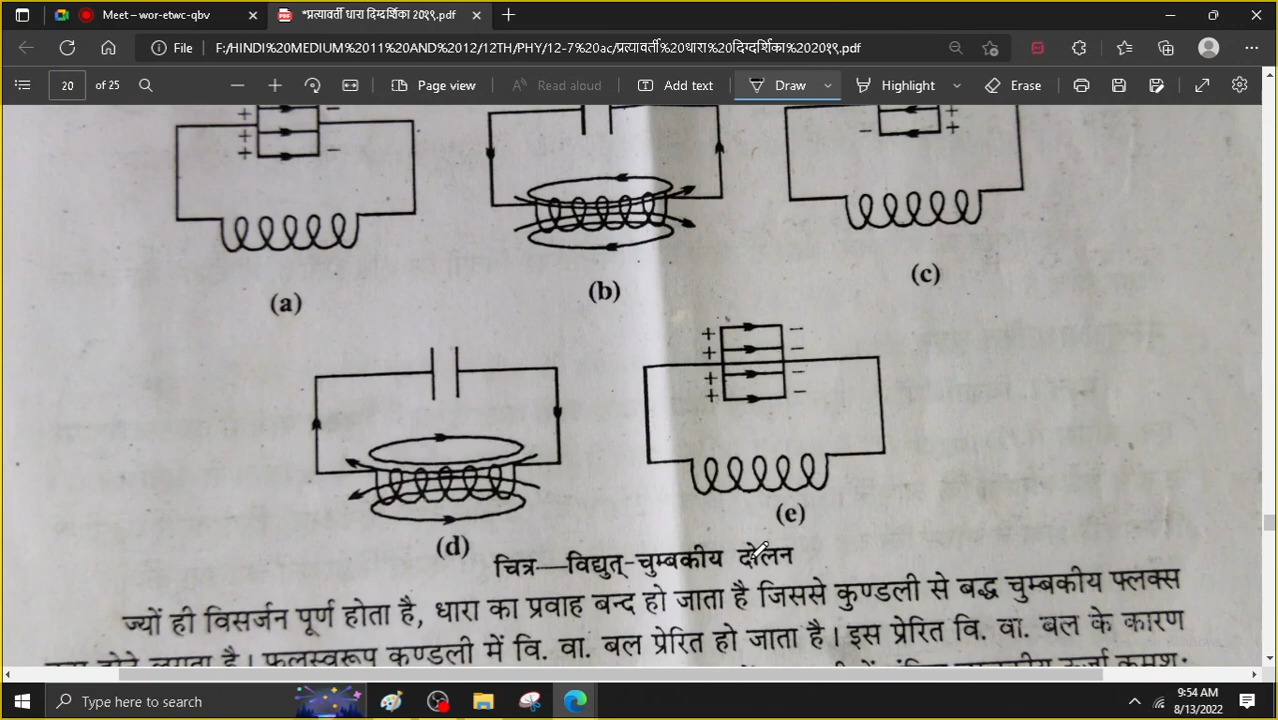 Meet – wor-etwc-qbv
*प्रत्यावर्ती धारा दिग्दर्शिका 20१९.pdf
File F:/HINDI%20MEDIUM%2011%20AND%2012/12TH/PHY/12-7%20ac/प्रत्यावर्ती%20धारा%20दिग्दर्शिका%2020१९.pdf
20 of 25 Page view Read aloud Add text Draw Highlight Erase
+ −
+ − − +
+ −
(a) (b) (c)
+ −
+ −
+ −
+ −
(d) (e)
चित्र—विद्युत्-चुम्बकीय दोलन
ज्यों ही विसर्जन पूर्ण होता है, धारा का प्रवाह बन्द हो जाता है जिससे कुण्डली से बद्ध चुम्बकीय फ्लक्स
होने लगता है। फलस्वरूप कुण्डली में वि. वा. बल प्रेरित हो जाता है। इस प्रेरित वि. वा. बल के कारण
Type here to search
9:54 AM
8/13/2022